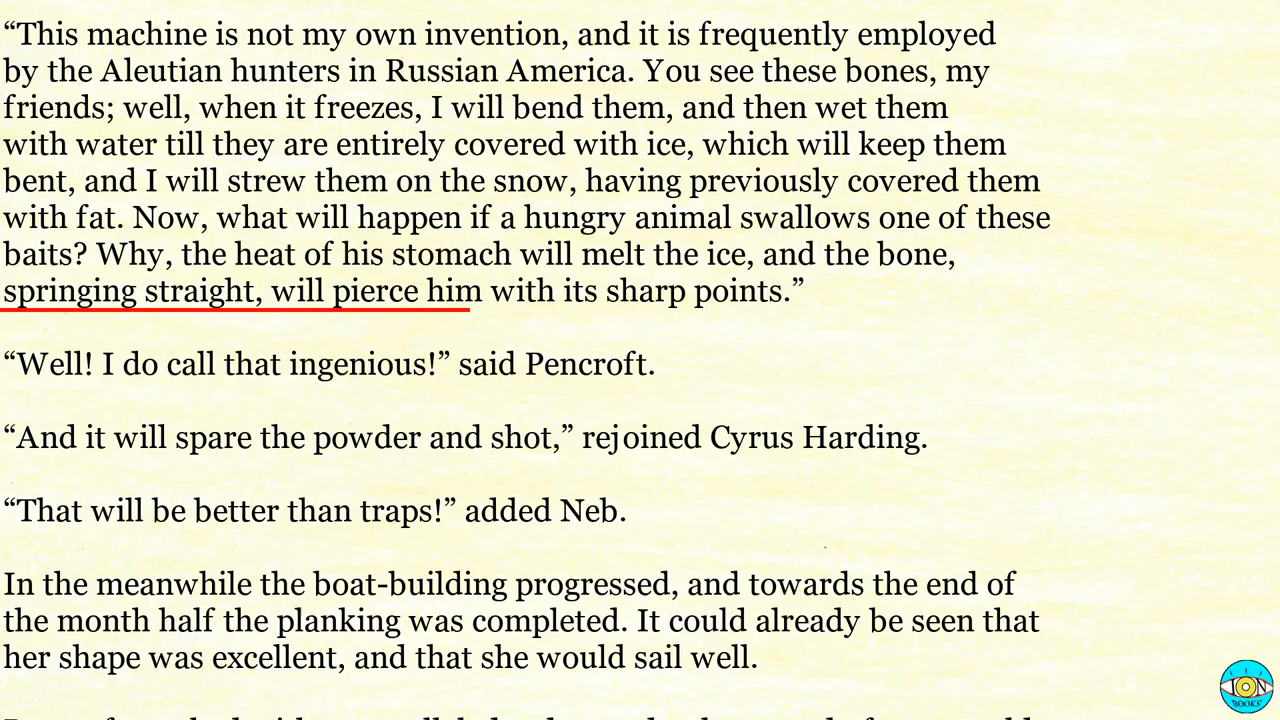 “This machine is not my own invention, and it is frequently employed
by the Aleutian hunters in Russian America. You see these bones, my
friends; well, when it freezes, I will bend them, and then wet them
with water till they are entirely covered with ice, which will keep them
bent, and I will strew them on the snow, having previously covered them
with fat. Now, what will happen if a hungry animal swallows one of these
baits? Why, the heat of his stomach will melt the ice, and the bone,
springing straight, will pierce him with its sharp points.”
“Well! I do call that ingenious!” said Pencroft.
“And it will spare the powder and shot,” rejoined Cyrus Harding.
“That will be better than traps!” added Neb.
In the meanwhile the boat-building progressed, and towards the end of
the month half the planking was completed. It could already be seen that
her shape was excellent, and that she would sail well.
ION
BOOKS